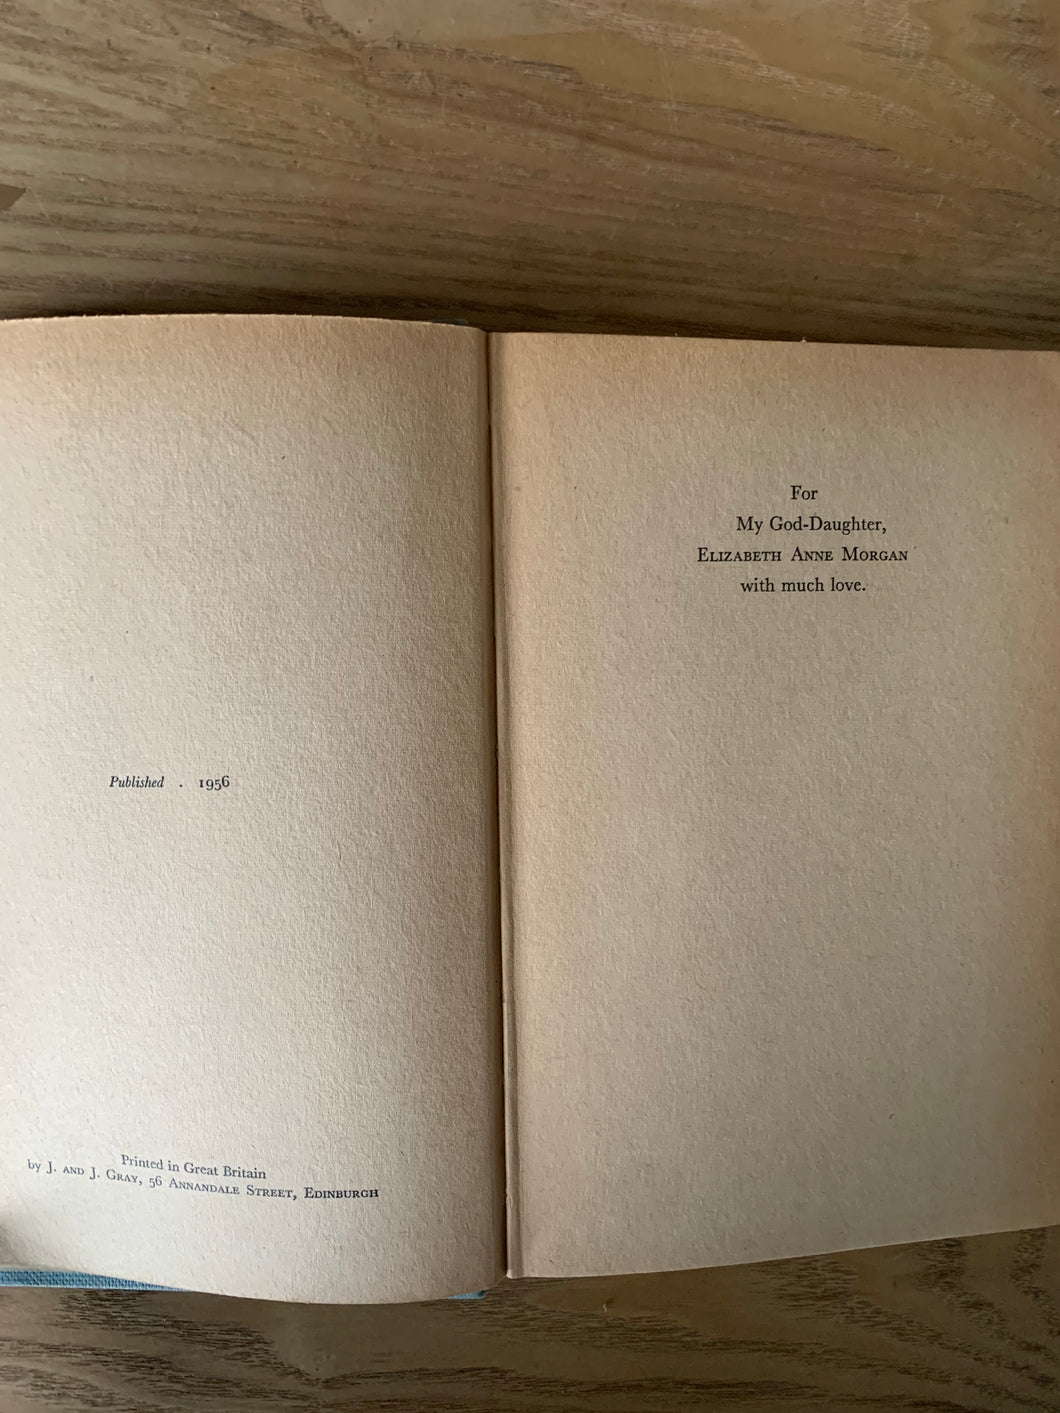 Published . 1956
Printed in Great Britain
by J. AND J. GRAY, 56 ANNANDALE STREET, EDINBURGH
For
My God-Daughter,
ELIZABETH ANNE MORGAN
with much love.